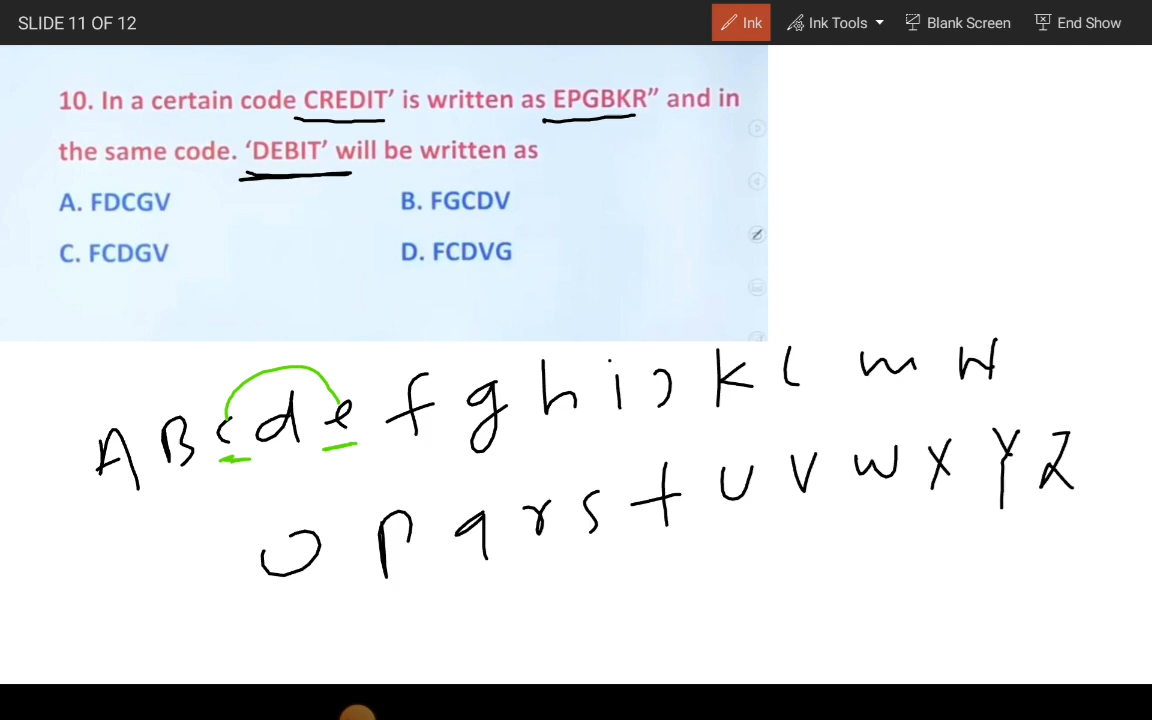 SLIDE 11 OF 12 Ink Ink Tools Blank Screen End Show
10. In a certain code CREDIT’ is written as EPGBKR” and in
the same code. ‘DEBIT’ will be written as
A. FDCGV B. FGCDV
C. FCDGV D. FCDVG
A B c d e f g h i j k l m N
O p q r s t u v w x y z